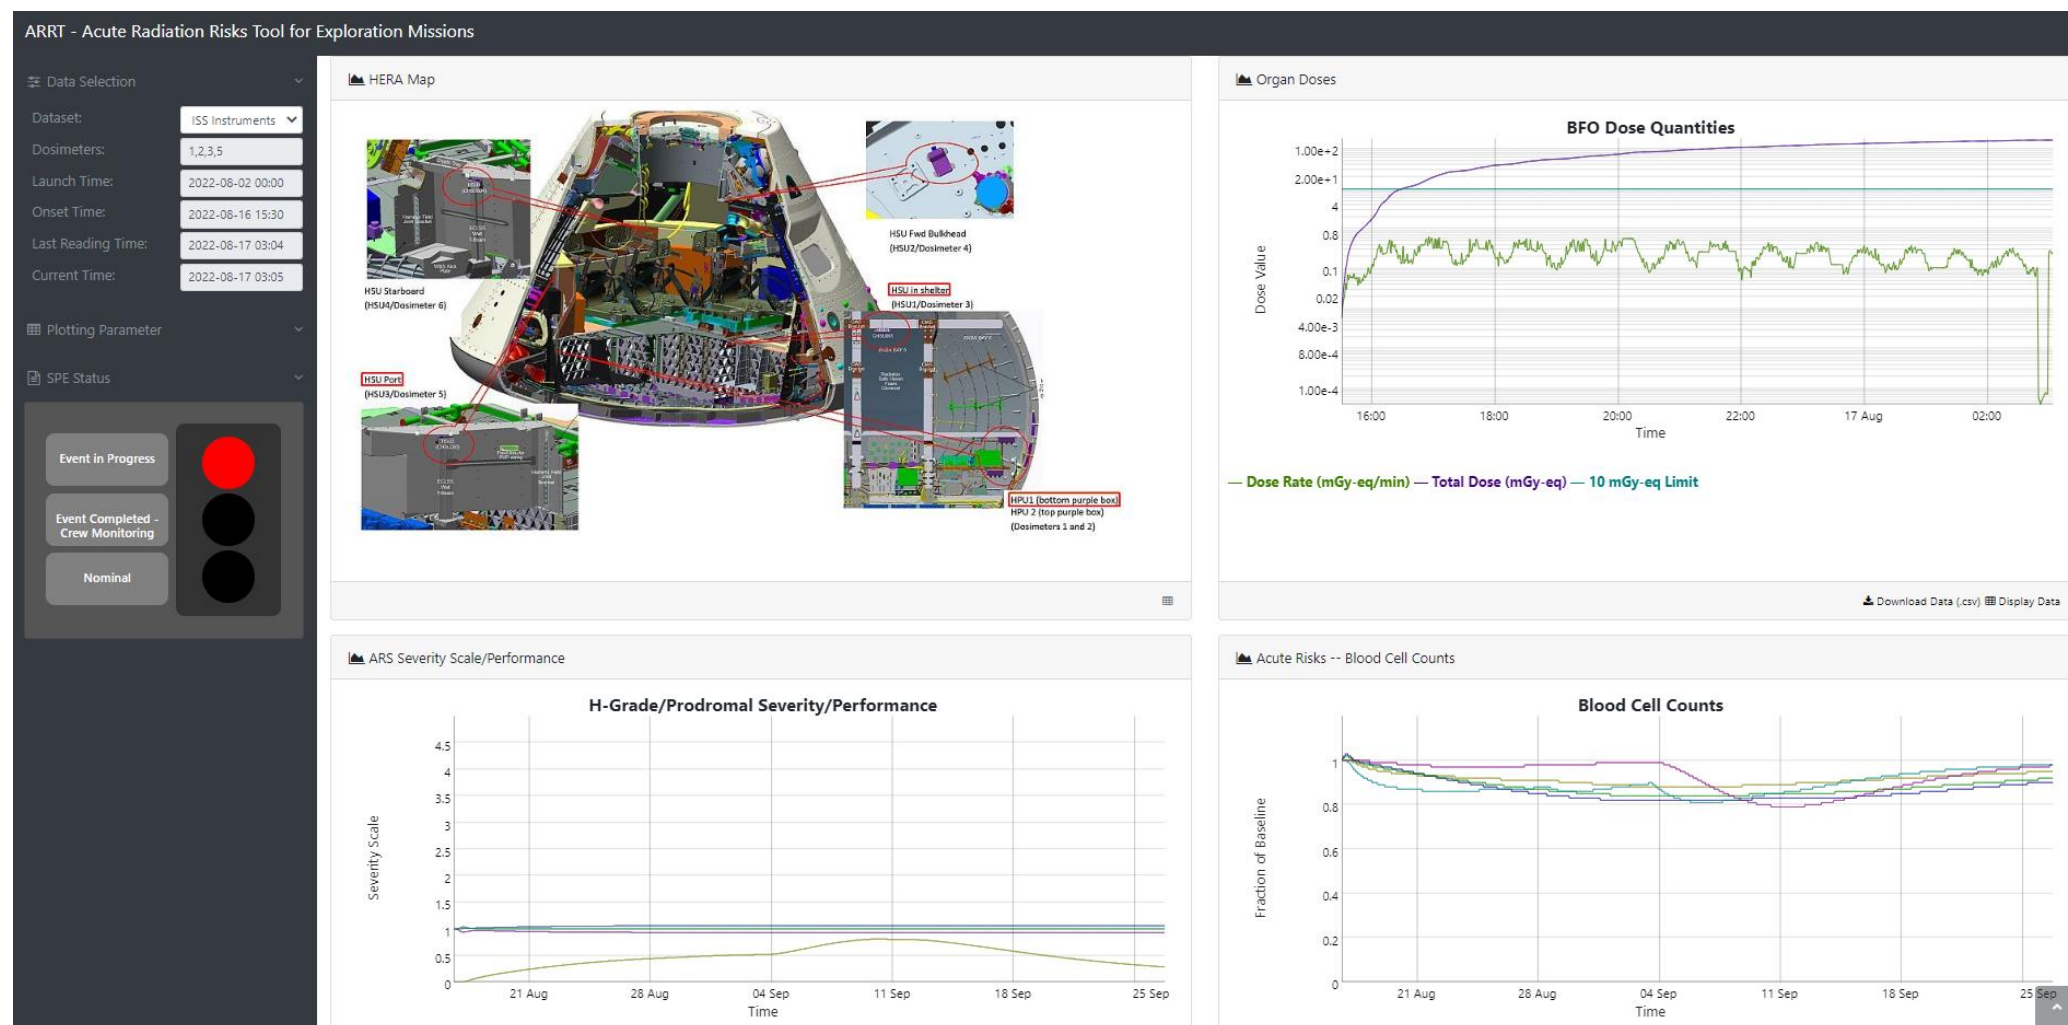 ARRT - Acute Radiation Risks Tool for Exploration Missions
Data Selection
Dataset: ISS Instruments
Dosimeters: 1,2,3,5
Launch Time: 2022-08-02 00:00
Onset Time: 2022-08-16 15:30
Last Reading Time: 2022-08-17 03:04
Current Time: 2022-08-17 03:05
Plotting Parameter
SPE Status
Event in Progress
Event Completed -
Crew Monitoring
Nominal
HERA Map
HSU Starboard
(HSU4/Dosimeter 6)
HSU Fwd Bulkhead
(HSU2/Dosimeter 4)
HSU in shelter
(HSU1/Dosimeter 3)
HSU Port
(HSU3/Dosimeter 5)
HPU1 (bottom purple box)
HPU 2 (top purple box)
(Dosimeters 1 and 2)
Organ Doses
BFO Dose Quantities
1.00e+2
2.00e+1
4
0.8
0.1
0.02
4.00e-3
8.00e-4
1.00e-4
Dose Value
16:00 18:00 20:00 22:00 17 Aug 02:00
Time
— Dose Rate (mGy-eq/min) — Total Dose (mGy-eq) — 10 mGy-eq Limit
Download Data (.csv) Display Data
ARS Severity Scale/Performance
H-Grade/Prodromal Severity/Performance
4.5
4
3.5
3
2.5
2
1.5
1
0.5
0
Severity Scale
21 Aug 28 Aug 04 Sep 11 Sep 18 Sep 25 Sep
Time
Acute Risks -- Blood Cell Counts
Blood Cell Counts
1
0.8
0.6
0.4
0.2
0
Fraction of Baseline
21 Aug 28 Aug 04 Sep 11 Sep 18 Sep 25 Sep
Time